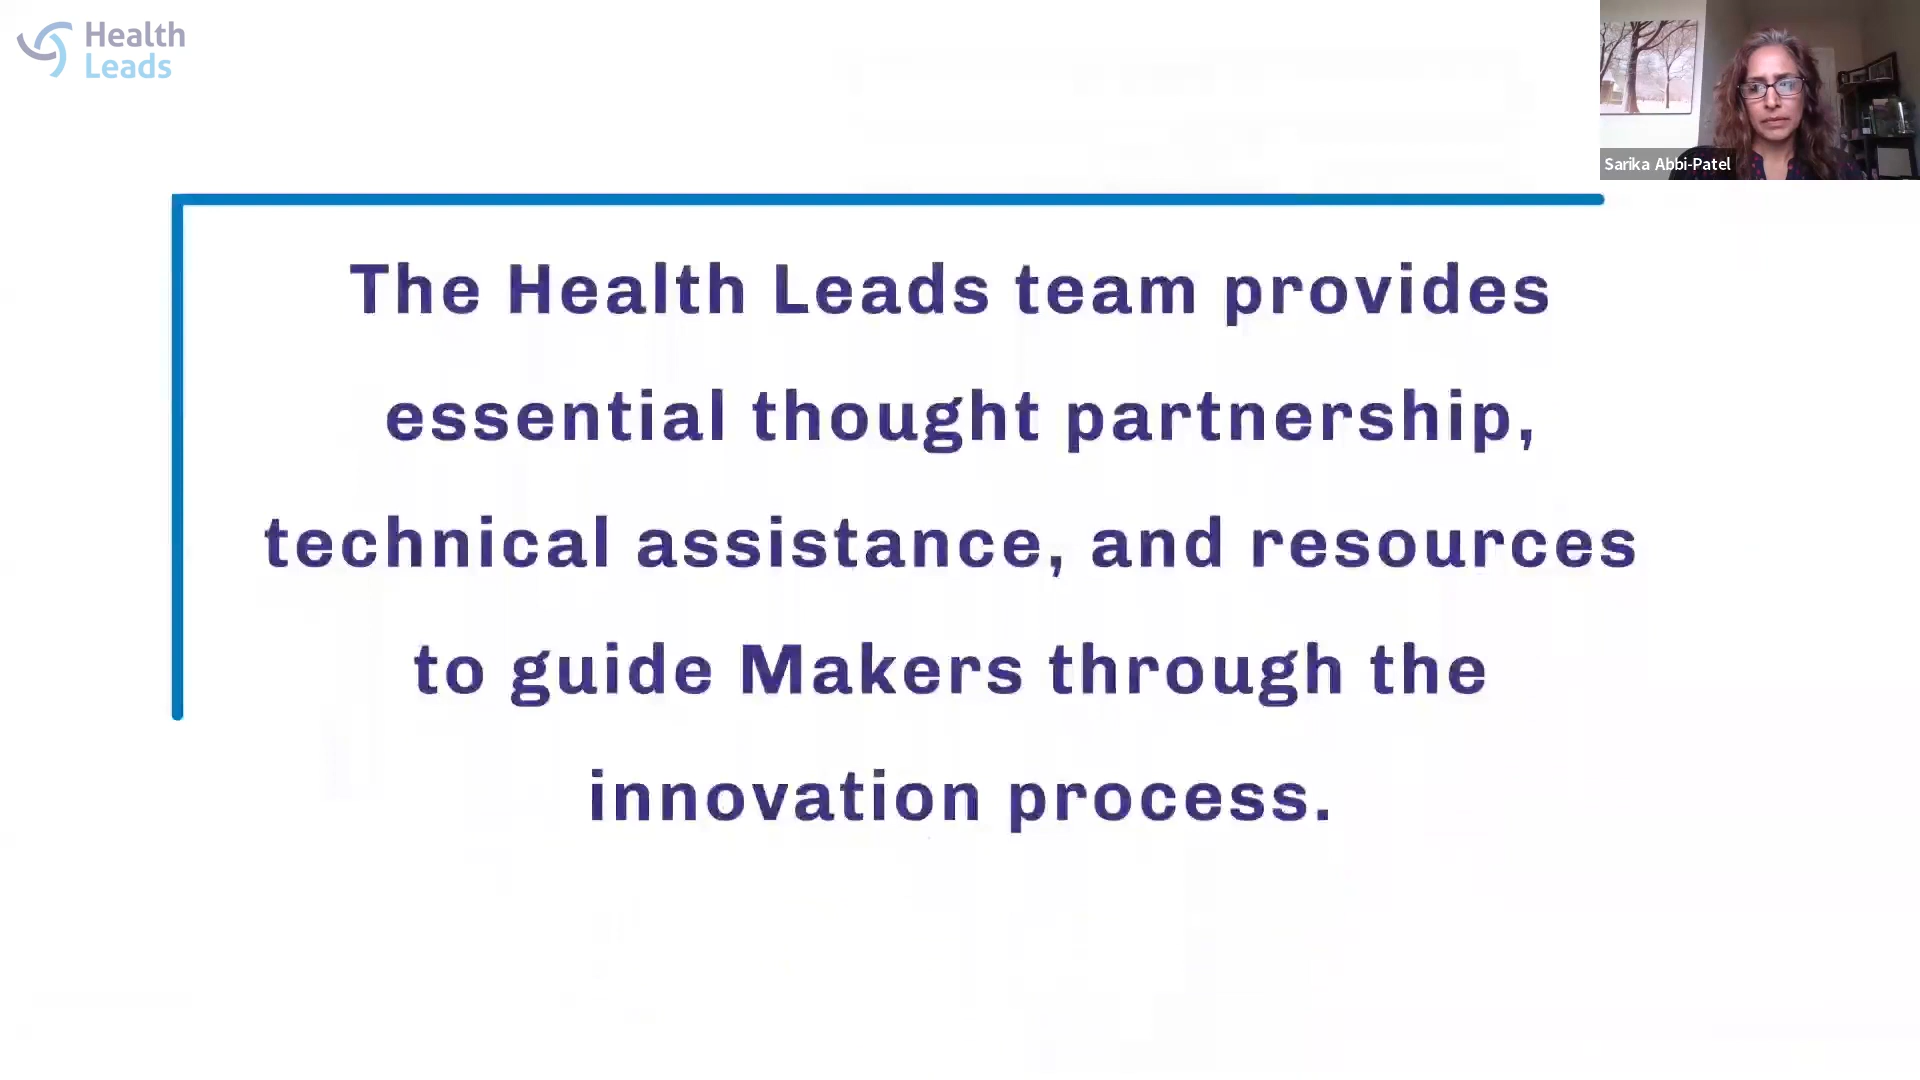 Health
Leads
Sarika Abbi-Patel
The Health Leads team provides
essential thought partnership,
technical assistance, and resources
to guide Makers through the
innovation process.